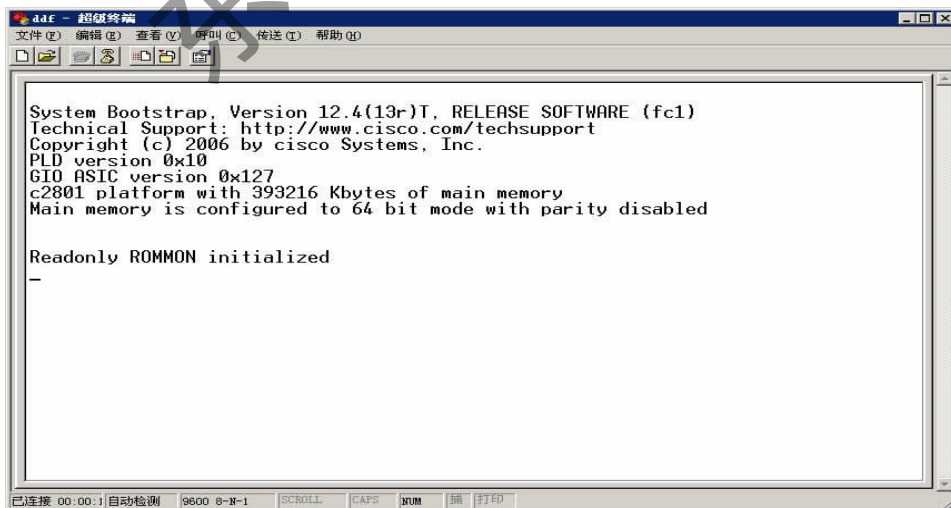 ddf - 超级终端
文件(F) 编辑(E) 查看(V) 呼叫(C) 传送(T) 帮助(H)
System Bootstrap, Version 12.4(13r)T, RELEASE SOFTWARE (fc1)
Technical Support: http://www.cisco.com/techsupport
Copyright (c) 2006 by cisco Systems, Inc.
PLD version 0x10
GIO ASIC version 0x127
c2801 platform with 393216 Kbytes of main memory
Main memory is configured to 64 bit mode with parity disabled
Readonly ROMMON initialized
已连接 00:00:1 自动检测 9600 8-N-1 SCROLL CAPS NUM 捕 打印